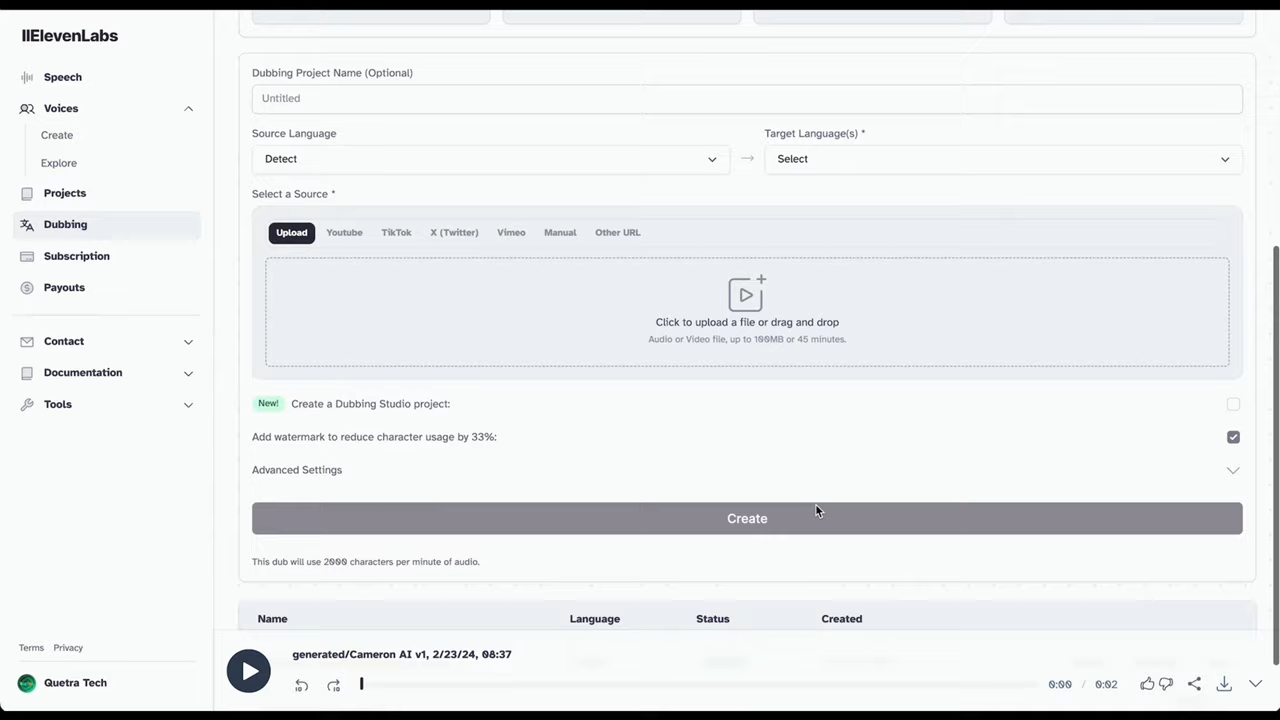 IIElevenLabs
Speech
Voices
Create
Explore
Projects
Dubbing
Subscription
Payouts
Contact
Documentation
Tools
Terms Privacy
Quetra Tech
Dubbing Project Name (Optional)
Untitled
Source Language
Target Language(s) *
Detect
Select
Select a Source *
Upload Youtube TikTok X (Twitter) Vimeo Manual Other URL
Click to upload a file or drag and drop
Audio or Video file, up to 100MB or 45 minutes.
New! Create a Dubbing Studio project:
Add watermark to reduce character usage by 33%:
Advanced Settings
Create
This dub will use 2000 characters per minute of audio.
Name Language Status Created
generated/Cameron AI v1, 2/23/24, 08:37
10 10 0:00 / 0:02